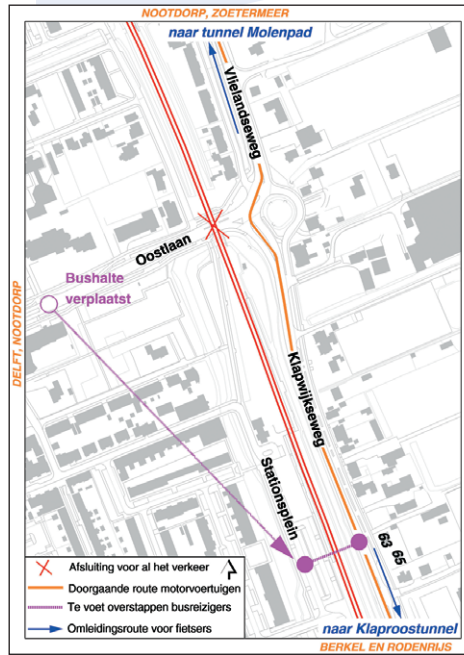 NOOTDORP, ZOETERMEER
naar tunnel Molenpad
Vlielandseweg
Oostlaan
Bushalte
verplaatst
DELFT, NOOTDORP
Klapwijkseweg
Stationsplein
63 65
Afsluiting voor al het verkeer
Doorgaande route motorvoertuigen
Te voet overstappen busreizigers
Omleidingsroute voor fietsers
naar Klaproostunnel
BERKEL EN RODENRIJS